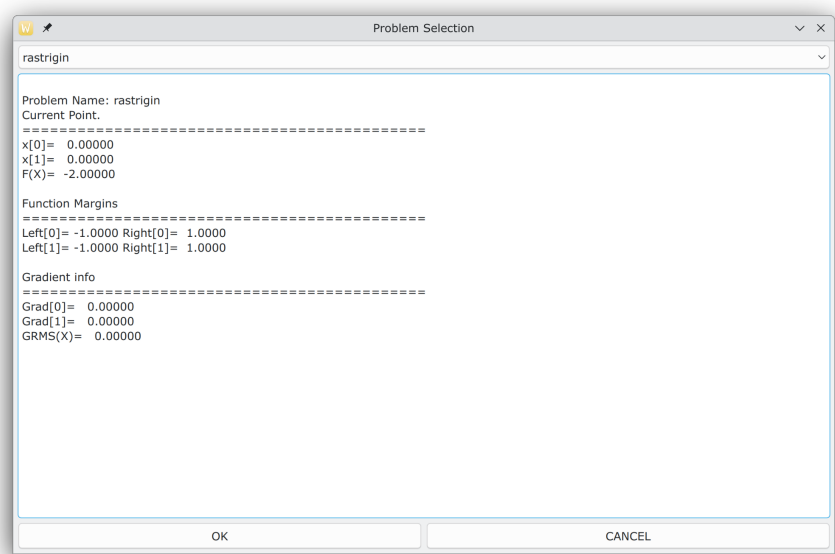 Problem Selection
rastrigin
Problem Name: rastrigin
Current Point.
============================================
x[0]=   0.00000
x[1]=   0.00000
F(X)=  -2.00000
Function Margins
============================================
Left[0]= -1.0000 Right[0]=  1.0000
Left[1]= -1.0000 Right[1]=  1.0000
Gradient info
============================================
Grad[0]=   0.00000
Grad[1]=   0.00000
GRMS(X)=   0.00000
OK
CANCEL